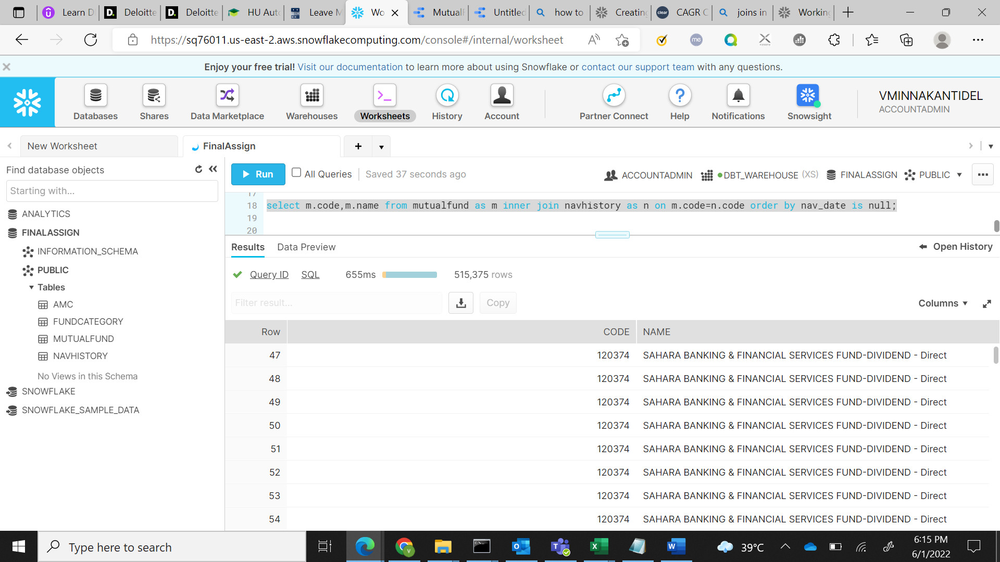 Learn D
Deloitte
Deloitte
HU Auto
Leave M
Wo
MutualF
Untitled
how to
Creating
clear
CAGR C
joins in
Working
https://sq76011.us-east-2.aws.snowflakecomputing.com/console#/internal/worksheet
me
Enjoy your free trial! Visit our documentation to learn more about using Snowflake or contact our support team with any questions.
Databases
Shares
Data Marketplace
Warehouses
Worksheets
History
Account
Partner Connect
Help
Notifications
Snowsight
VMINNAKANTIDEL
ACCOUNTADMIN
New Worksheet
FinalAssign
Find database objects
Starting with...
ANALYTICS
FINALASSIGN
INFORMATION_SCHEMA
PUBLIC
Tables
AMC
FUNDCATEGORY
MUTUALFUND
NAVHISTORY
No Views in this Schema
SNOWFLAKE
SNOWFLAKE_SAMPLE_DATA
Run
All Queries
Saved 37 seconds ago
ACCOUNTADMIN
DBT_WAREHOUSE (XS)
FINALASSIGN
PUBLIC
17
18 select m.code,m.name from mutualfund as m inner join navhistory as n on m.code=n.code order by nav_date is null;
19
20
Results
Data Preview
Open History
Query ID
SQL
655ms
515,375 rows
Filter result...
Copy
Columns
Row CODE NAME
47 120374 SAHARA BANKING & FINANCIAL SERVICES FUND-DIVIDEND - Direct
48 120374 SAHARA BANKING & FINANCIAL SERVICES FUND-DIVIDEND - Direct
49 120374 SAHARA BANKING & FINANCIAL SERVICES FUND-DIVIDEND - Direct
50 120374 SAHARA BANKING & FINANCIAL SERVICES FUND-DIVIDEND - Direct
51 120374 SAHARA BANKING & FINANCIAL SERVICES FUND-DIVIDEND - Direct
52 120374 SAHARA BANKING & FINANCIAL SERVICES FUND-DIVIDEND - Direct
53 120374 SAHARA BANKING & FINANCIAL SERVICES FUND-DIVIDEND - Direct
54 120374 SAHARA BANKING & FINANCIAL SERVICES FUND-DIVIDEND - Direct
Type here to search
39°C
6:15 PM
6/1/2022